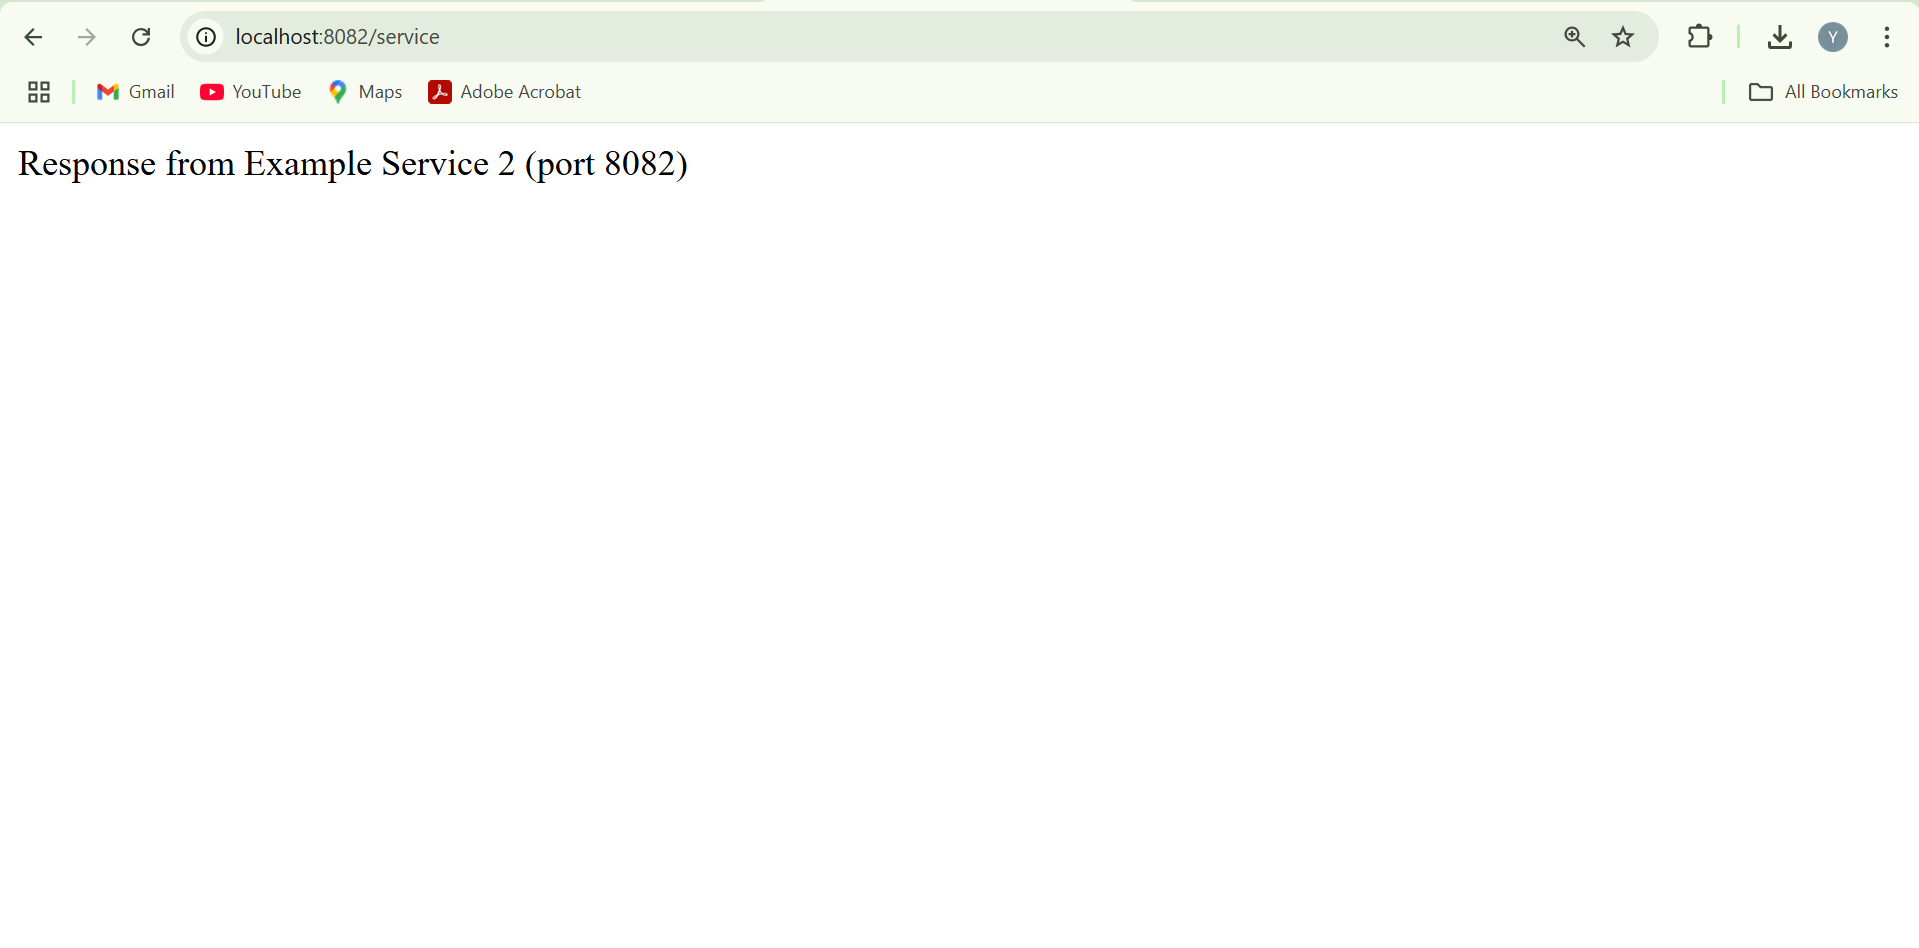 localhost:8082/service
Y
Gmail YouTube Maps Adobe Acrobat All Bookmarks
Response from Example Service 2 (port 8082)